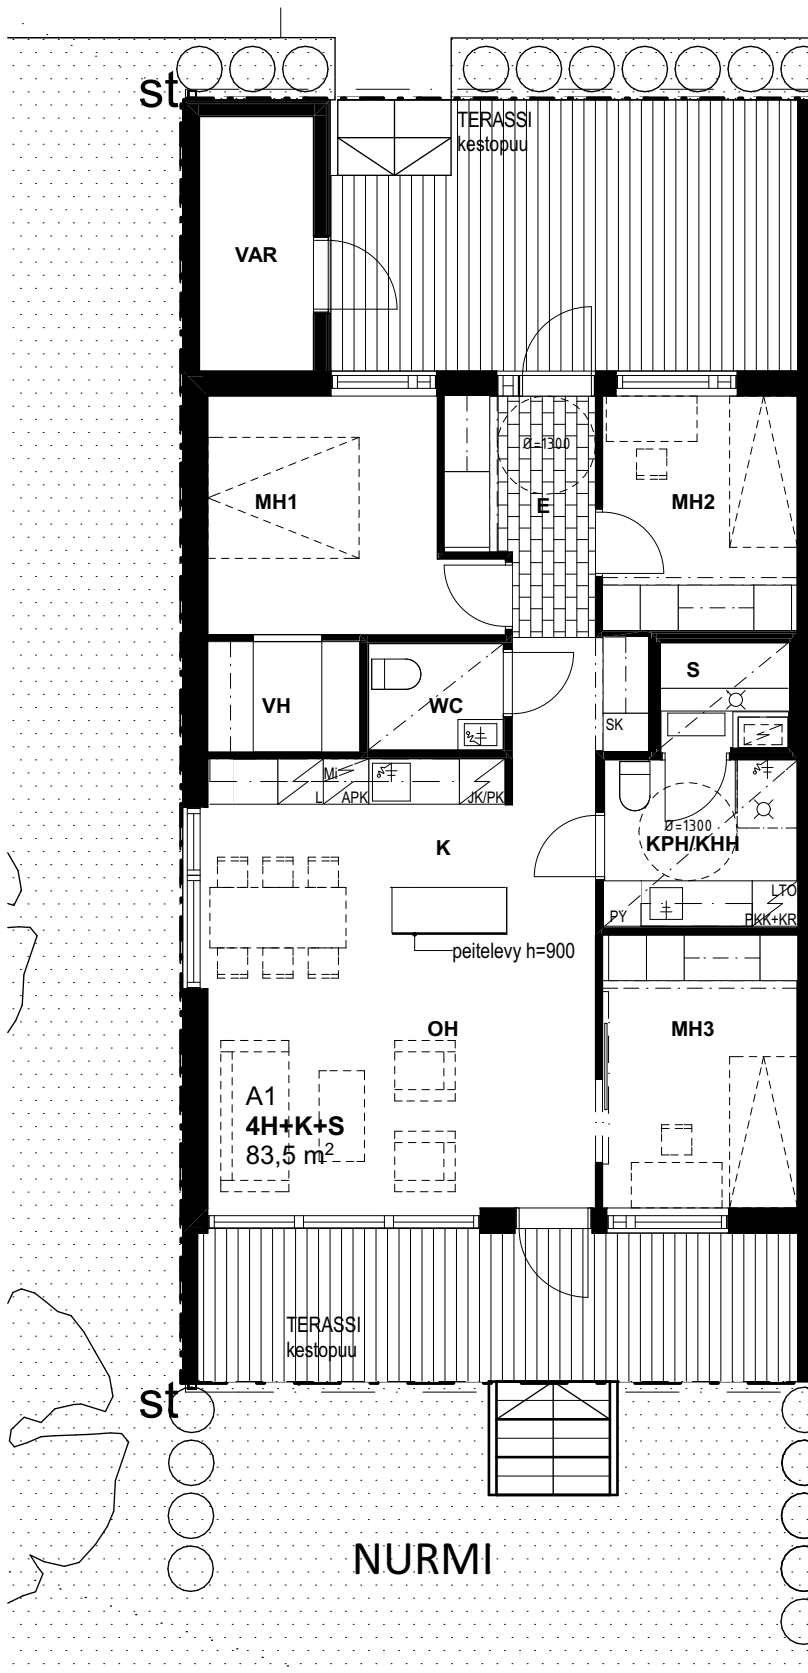 st
TERASSI
kestopuu
VAR
Ø=1300
MH1
E
MH2
S
VH
WC
SK
Mi
L
APK
JK/PK
Ø=1300
K
KPH/KHH
LTO
PY
PKK+KR
peitelevy h=900
OH
MH3
A1
4H+K+S
83,5 m²
TERASSI
kestopuu
st
NURMI